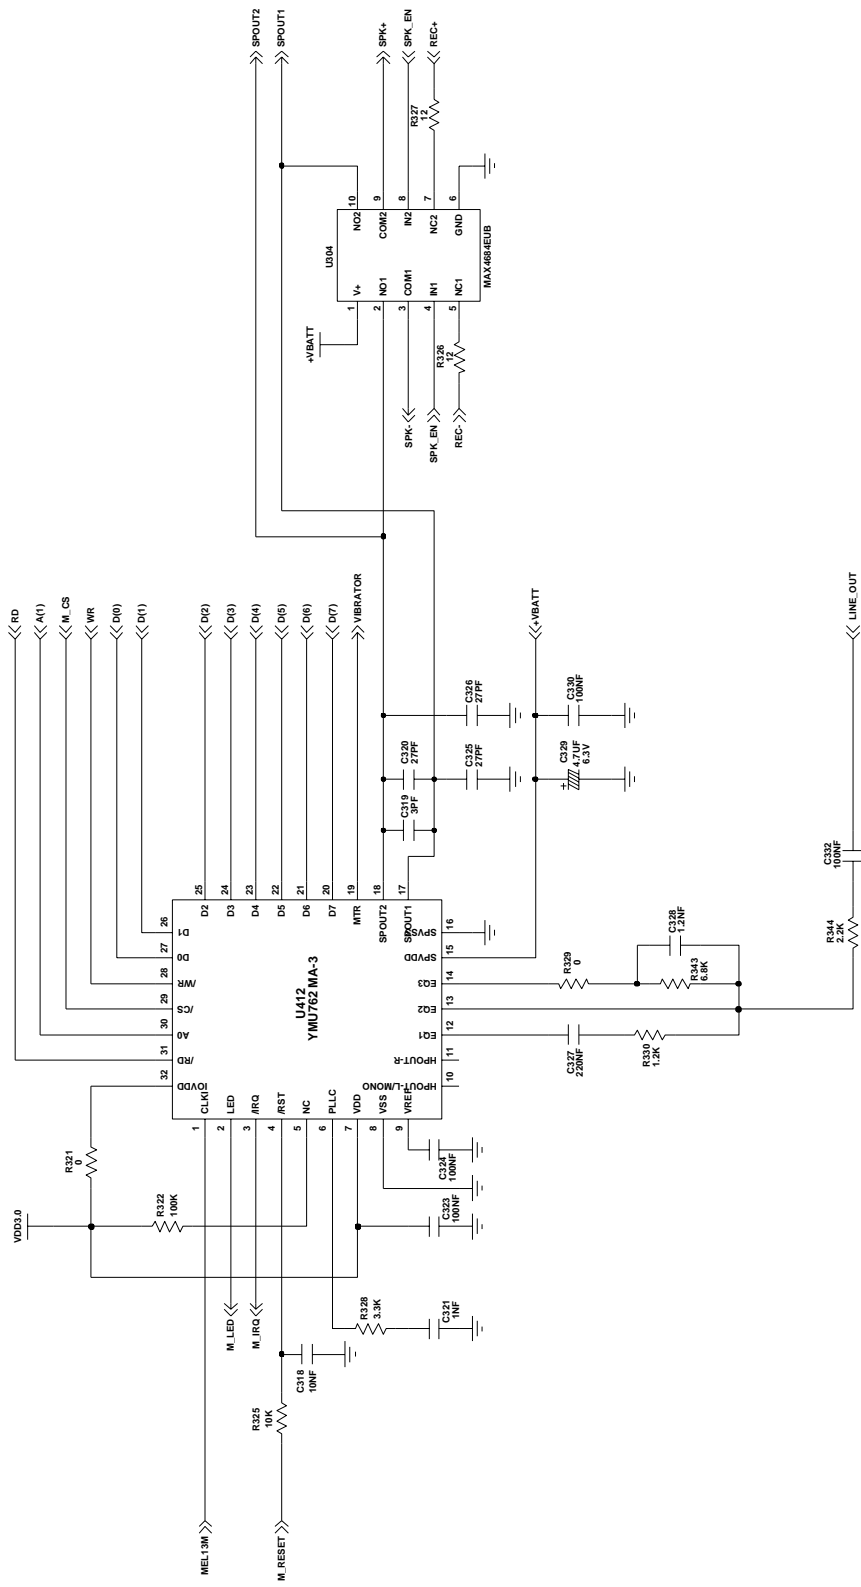 SPOUT2
SPOUT1
SPK+
SPK_EN
REC+
R327
12
10
9
8
7
6
NO2
COM2
IN2
NC2
GND
U304
MAX4684EUB
V+
NO1
COM1
IN1
NC1
1
2
3
4
5
+VBATT
R326
12
SPK-
SPK_EN
REC-
RD
A(1)
M_CS
WR
D(0)
D(1)
D(2)
D(3)
D(4)
D(5)
D(6)
D(7)
VIBRATOR
+VBATT
LINE_OUT
C326
27PF
C330
100NF
C320
27PF
C325
27PF
C329
4.7UF
6.3V
+
C319
3PF
C332
100NF
R344
2.2K
25
24
23
22
21
20
19
18
17
D2
D3
D4
D5
D6
D7
MTR
SPOUT2
SPOUT1
26
27
28
29
30
31
32
D1
D0
/WR
/CS
A0
/RD
IOVDD
U412
YMU762 MA-3
SPVSS
SPVDD
EQ3
EQ2
EQ1
HPOUT-R
HPOUT-L/MONO
16
15
14
13
12
11
10
R329
0
C328
1.2NF
R343
6.8K
C327
220NF
R330
1.2K
CLKI
LED
/IRQ
/RST
NC
PLLC
VDD
VSS
VREF
1
2
3
4
5
6
7
8
9
R321
0
VDD3.0
R322
100K
C324
100NF
C323
100NF
M_LED
M_IRQ
R328
3.3K
C321
1NF
C318
10NF
R325
10K
MEL13M
M_RESET